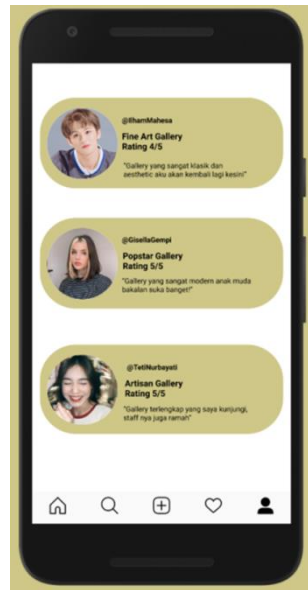 @IlhamMahesa
Fine Art Gallery
Rating 4/5
"Gallery yang sangat klasik dan
aesthetic aku akan kembali lagi kesini"
@GisellaGempi
Popstar Gallery
Rating 5/5
"Gallery yang sangat modern anak muda
bakalan suka banget!"
@TetiNurbayati
Artisan Gallery
Rating 5/5
"Gallery terlengkap yang saya kunjungi,
staff nya juga ramah"